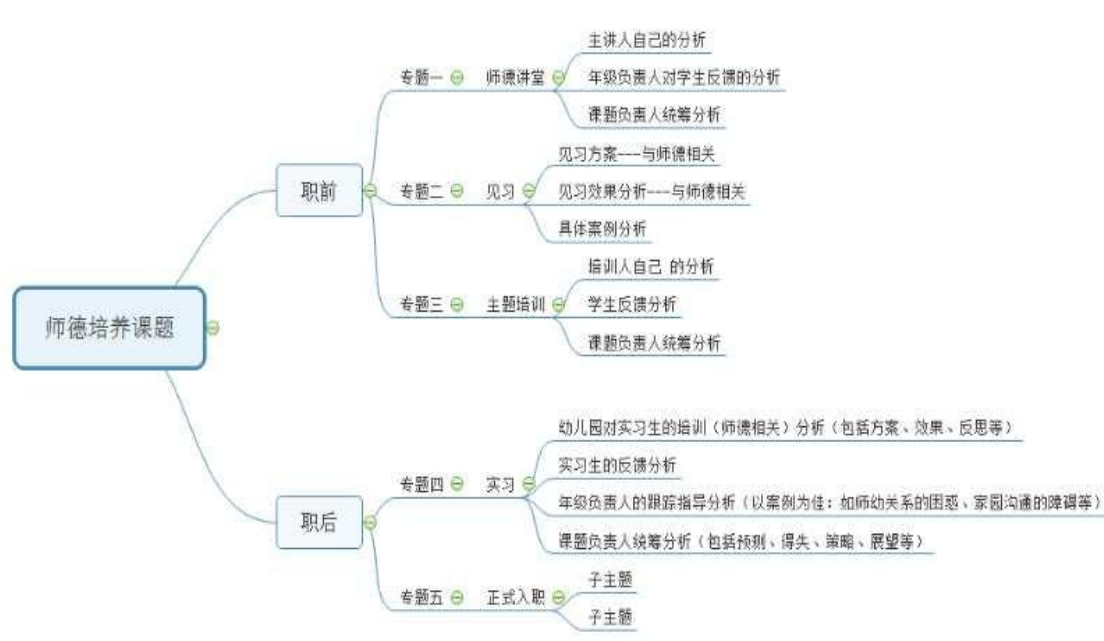 师德培养课题
职前
专题一 师德讲堂
主讲人自己的分析
年级负责人对学生反馈的分析
课题负责人统筹分析
专题二 见习
见习方案---与师德相关
见习效果分析---与师德相关
具体案例分析
专题三 主题培训
培训人自己 的分析
学生反馈分析
课题负责人统筹分析
职后
专题四 实习
幼儿园对实习生的培训（师德相关）分析（包括方案、效果、反思等）
实习生的反馈分析
年级负责人的跟踪指导分析（以案例为佳：如师幼关系的困惑、家园沟通的障碍等）
课题负责人统筹分析（包括预测、得失、策略、展望等）
专题五 正式入职
子主题
子主题